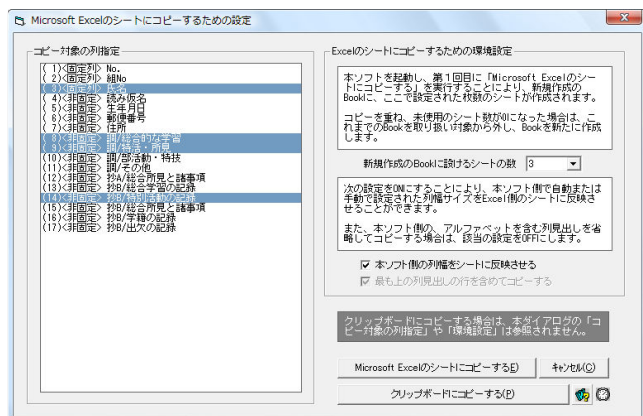 Microsoft Excelのシートにコピーするための設定
コピー対象の列指定
( 1)<固定列> No.
( 2)<固定列> 組No
( 3)<固定列> 氏名
( 4)<非固定> 読み仮名
( 5)<非固定> 生年月日
( 6)<非固定> 郵便番号
( 7)<非固定> 住所
( 8)<非固定> 調/総合的な学習
( 9)<非固定> 調/特活・所見
(10)<非固定> 調/部活動・特技
(11)<非固定> 調/その他
(12)<非固定> 抄A/総合所見と諸事項
(13)<非固定> 抄B/総合学習の記録
(14)<非固定> 抄B/特別活動の記録
(15)<非固定> 抄B/総合所見と諸事項
(16)<非固定> 抄B/学籍の記録
(17)<非固定> 抄B/出欠の記録
Excelのシートにコピーするための環境設定
本ソフトを起動し、第１回目に「Microsoft Excelのシー
トにコピーする」を実行することにより、新規作成の
Bookに、ここで設定された枚数のシートが作成されます。
コピーを重ね、未使用のシート数が0になった場合は、こ
れまでのBookを取り扱い対象から外し、Bookを新たに作成
します。
新規作成のBookに設けるシートの数 3
次の設定をONにすることにより、本ソフト側で自動または
手動で設定された列幅サイズをExcel側のシートに反映さ
せることができます。
また、本ソフト側の、アルファベットを含む列見出しを省
略してコピーする場合は、該当の設定をOFFにします。
本ソフト側の列幅をシートに反映させる
最も上の列見出しの行を含めてコピーする
クリップボードにコピーする場合は、本ダイアログの「コ
ピー対象の列指定」や「環境設定」は参照されません。
Microsoft Excelのシートにコピーする(E)
キャンセル(C)
クリップボードにコピーする(P)